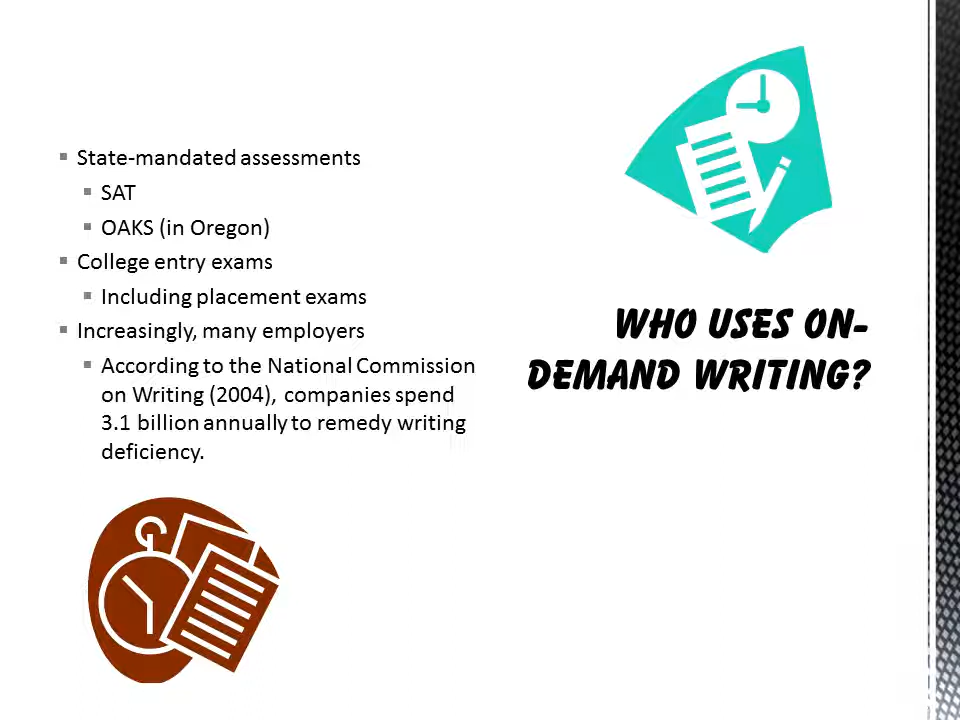 State-mandated assessments
SAT
OAKS (in Oregon)
College entry exams
Including placement exams
Increasingly, many employers
According to the National Commission
on Writing (2004), companies spend
3.1 billion annually to remedy writing
deficiency.
WHO USES ON-
DEMAND WRITING?